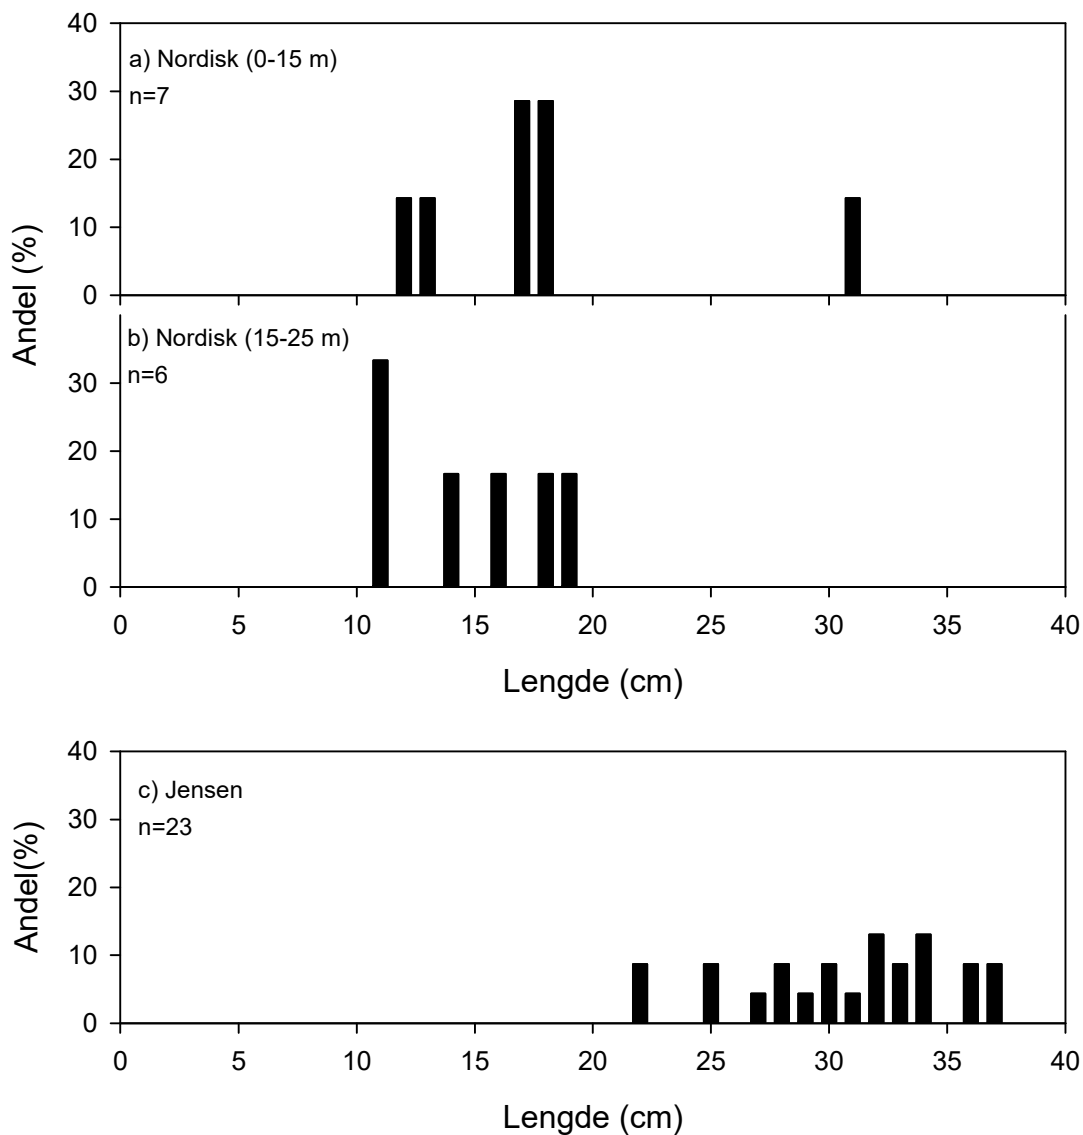 40
a) Nordisk (0-15 m)
n=7
30
20
10
0
Andel (%)
b) Nordisk (15-25 m)
n=6
30
20
10
0
0 5 10 15 20 25 30 35 40
Lengde (cm)
40
c) Jensen
n=23
30
20
10
0
Andel(%)
0 5 10 15 20 25 30 35 40
Lengde (cm)